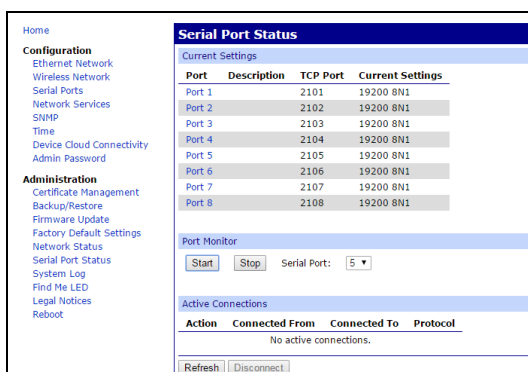 Home
Configuration
Ethernet Network
Wireless Network
Serial Ports
Network Services
SNMP
Time
Device Cloud Connectivity
Admin Password
Administration
Certificate Management
Backup/Restore
Firmware Update
Factory Default Settings
Network Status
Serial Port Status
System Log
Find Me LED
Legal Notices
Reboot
Serial Port Status
Current Settings
Port Description TCP Port Current Settings
Port 1 2101 19200 8N1
Port 2 2102 19200 8N1
Port 3 2103 19200 8N1
Port 4 2104 19200 8N1
Port 5 2105 19200 8N1
Port 6 2106 19200 8N1
Port 7 2107 19200 8N1
Port 8 2108 19200 8N1
Port Monitor
Start Stop Serial Port: 5
Active Connections
Action Connected From Connected To Protocol
No active connections.
Refresh Disconnect